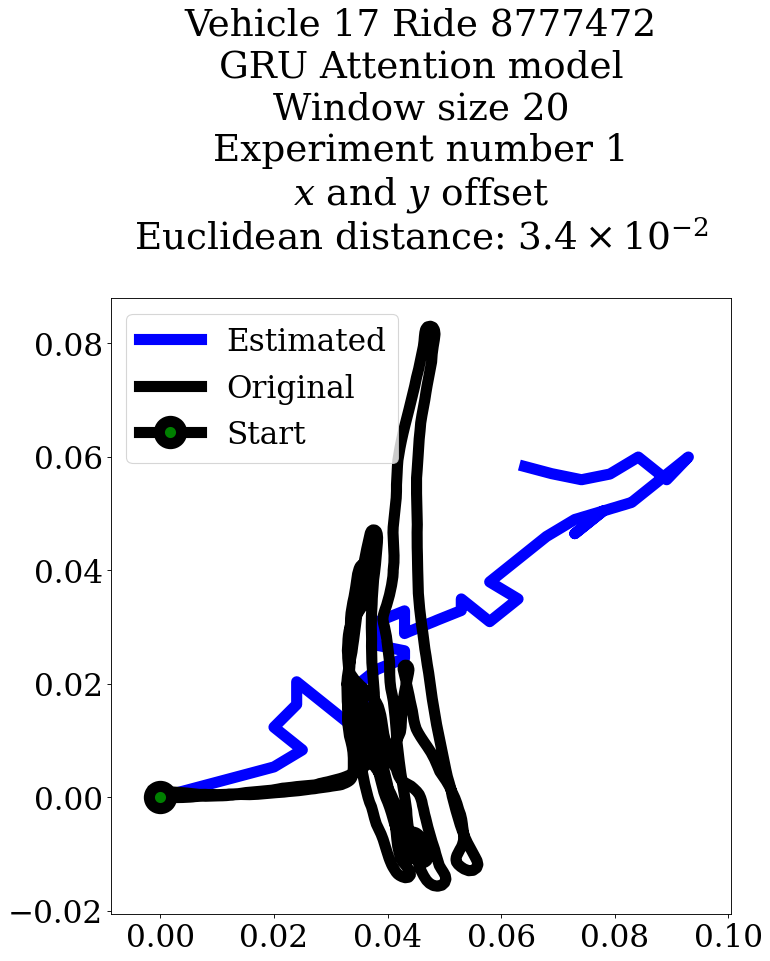 Vehicle 17 Ride 8777472
GRU Attention model
Window size 20
Experiment number 1
x and y offset
Euclidean distance: 3.4 × 10⁻²
Estimated
Original
Start
0.08
0.06
0.04
0.02
0.00
−0.02
0.00 0.02 0.04 0.06 0.08 0.10